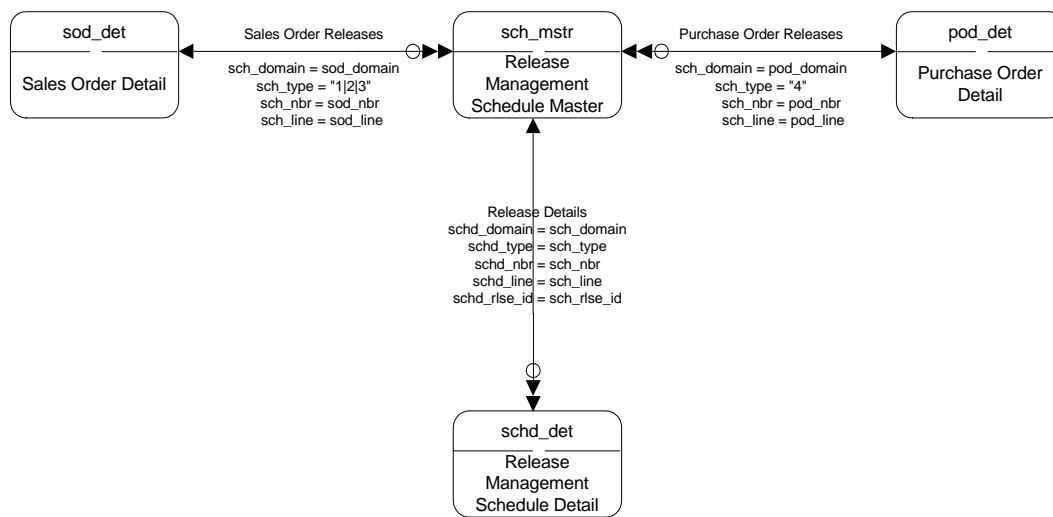 sod_det
Sales Order Detail
Sales Order Releases
sch_domain = sod_domain
sch_type = "1|2|3"
sch_nbr = sod_nbr
sch_line = sod_line
sch_mstr
Release
Management
Schedule Master
Purchase Order Releases
sch_domain = pod_domain
sch_type = "4"
sch_nbr = pod_nbr
sch_line = pod_line
pod_det
Purchase Order
Detail
Release Details
schd_domain = sch_domain
schd_type = sch_type
schd_nbr = sch_nbr
schd_line = sch_line
schd_rlse_id = sch_rlse_id
schd_det
Release
Management
Schedule Detail